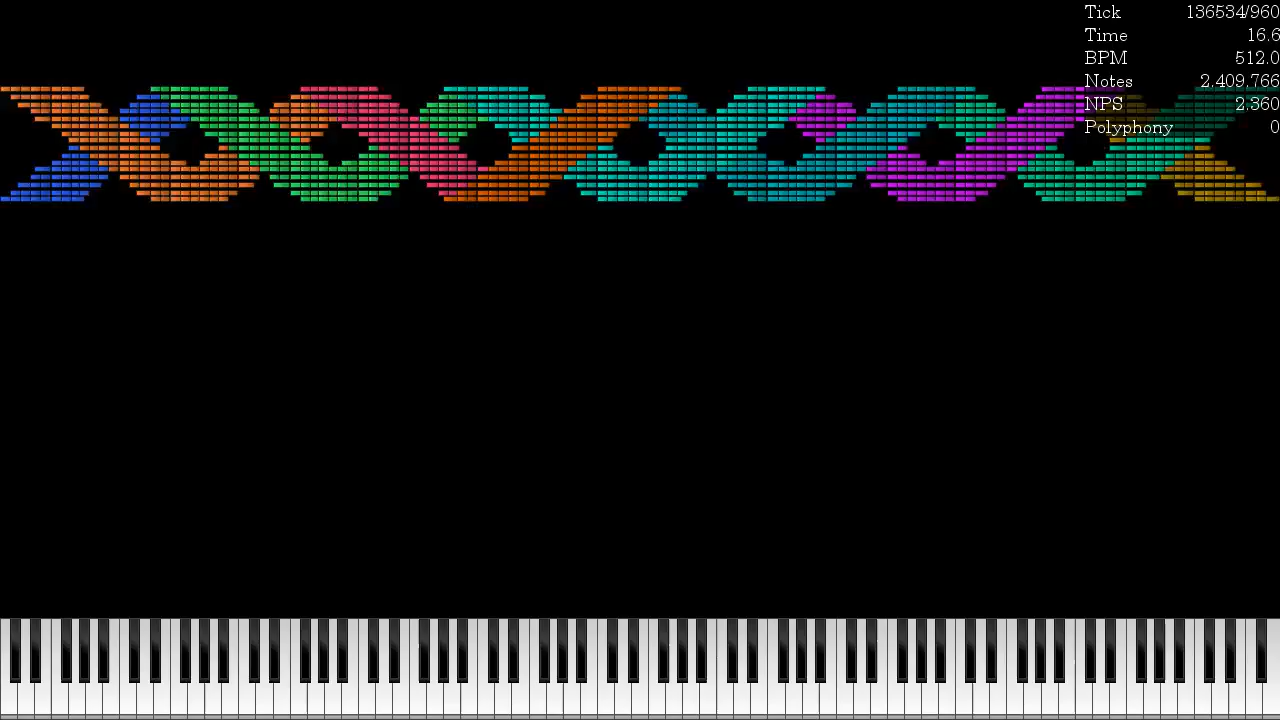 Tick 136534/960
Time 16.6
BPM 512.0
Notes 2.409.766
NPS 2.360
Polyphony 0